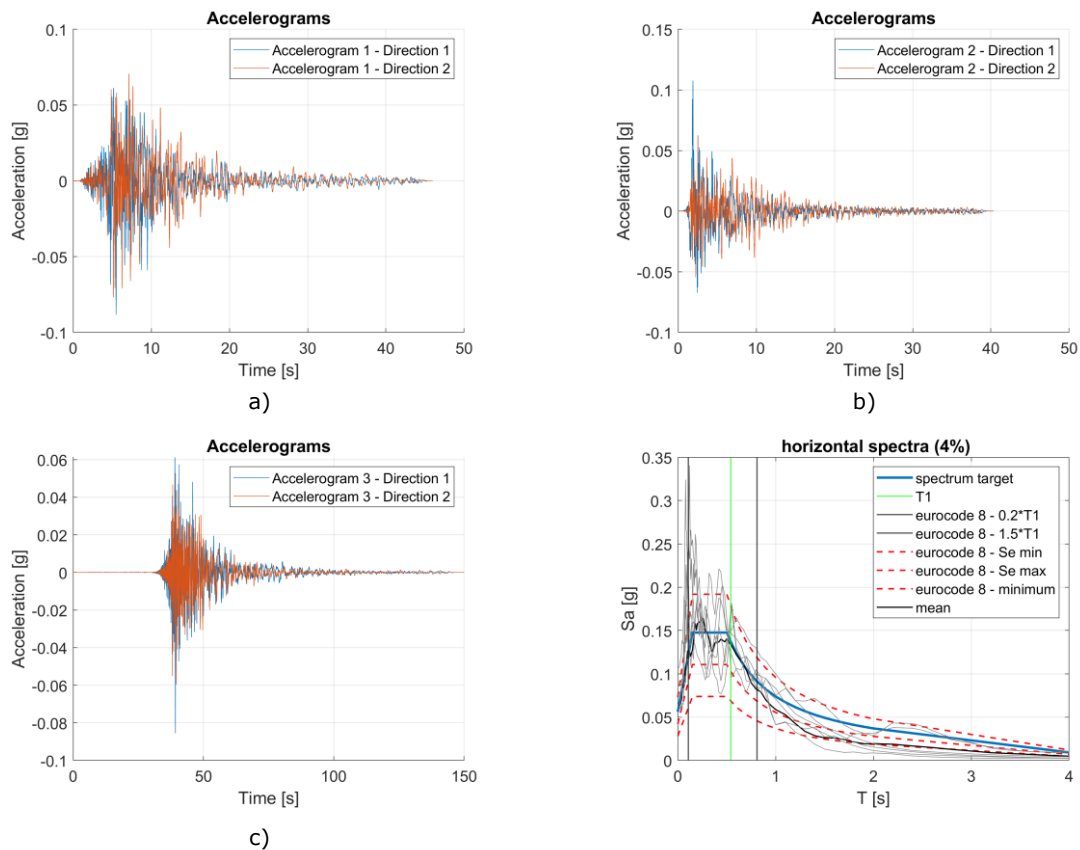 Accelerograms
0.1
0.05
0
-0.05
-0.1
Acceleration [g]
Accelerogram 1 - Direction 1
Accelerogram 1 - Direction 2
0 10 20 30 40 50
Time [s]
a)
Accelerograms
0.15
0.1
0.05
0
-0.05
-0.1
Acceleration [g]
Accelerogram 2 - Direction 1
Accelerogram 2 - Direction 2
0 10 20 30 40 50
Time [s]
b)
Accelerograms
0.06
0.04
0.02
0
-0.02
-0.04
-0.06
-0.08
-0.1
Acceleration [g]
Accelerogram 3 - Direction 1
Accelerogram 3 - Direction 2
0 50 100 150
Time [s]
c)
horizontal spectra (4%)
0.35
0.3
0.25
0.2
0.15
0.1
0.05
0
Sa [g]
spectrum target
T1
eurocode 8 - 0.2*T1
eurocode 8 - 1.5*T1
eurocode 8 - Se min
eurocode 8 - Se max
eurocode 8 - minimum
mean
0 1 2 3 4
T [s]